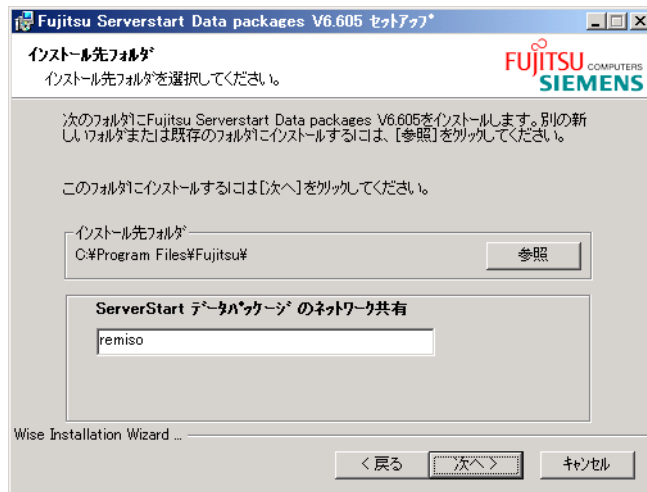 Fujitsu Serverstart Data packages V6.605 ｾｯﾄｱｯﾌﾟ
ｲﾝｽﾄｰﾙ先ﾌｫﾙﾀﾞ
ｲﾝｽﾄｰﾙ先ﾌｫﾙﾀﾞを選択してください。
FUJITSU COMPUTERS
SIEMENS
次のﾌｫﾙﾀﾞにFujitsu Serverstart Data packages V6.605をｲﾝｽﾄｰﾙします。別の新
しいﾌｫﾙﾀﾞまたは既存のﾌｫﾙﾀﾞにｲﾝｽﾄｰﾙするには、[参照]をｸﾘｯｸしてください。
このﾌｫﾙﾀﾞにｲﾝｽﾄｰﾙするには[次へ]をｸﾘｯｸしてください。
ｲﾝｽﾄｰﾙ先ﾌｫﾙﾀﾞ
C:¥Program Files¥Fujitsu¥
参照
ServerStart ﾃﾞｰﾀﾊﾟｯｹｰｼﾞ のﾈｯﾄﾜｰｸ共有
remiso
Wise Installation Wizard ...
< 戻る
次へ >
ｷｬﾝｾﾙ